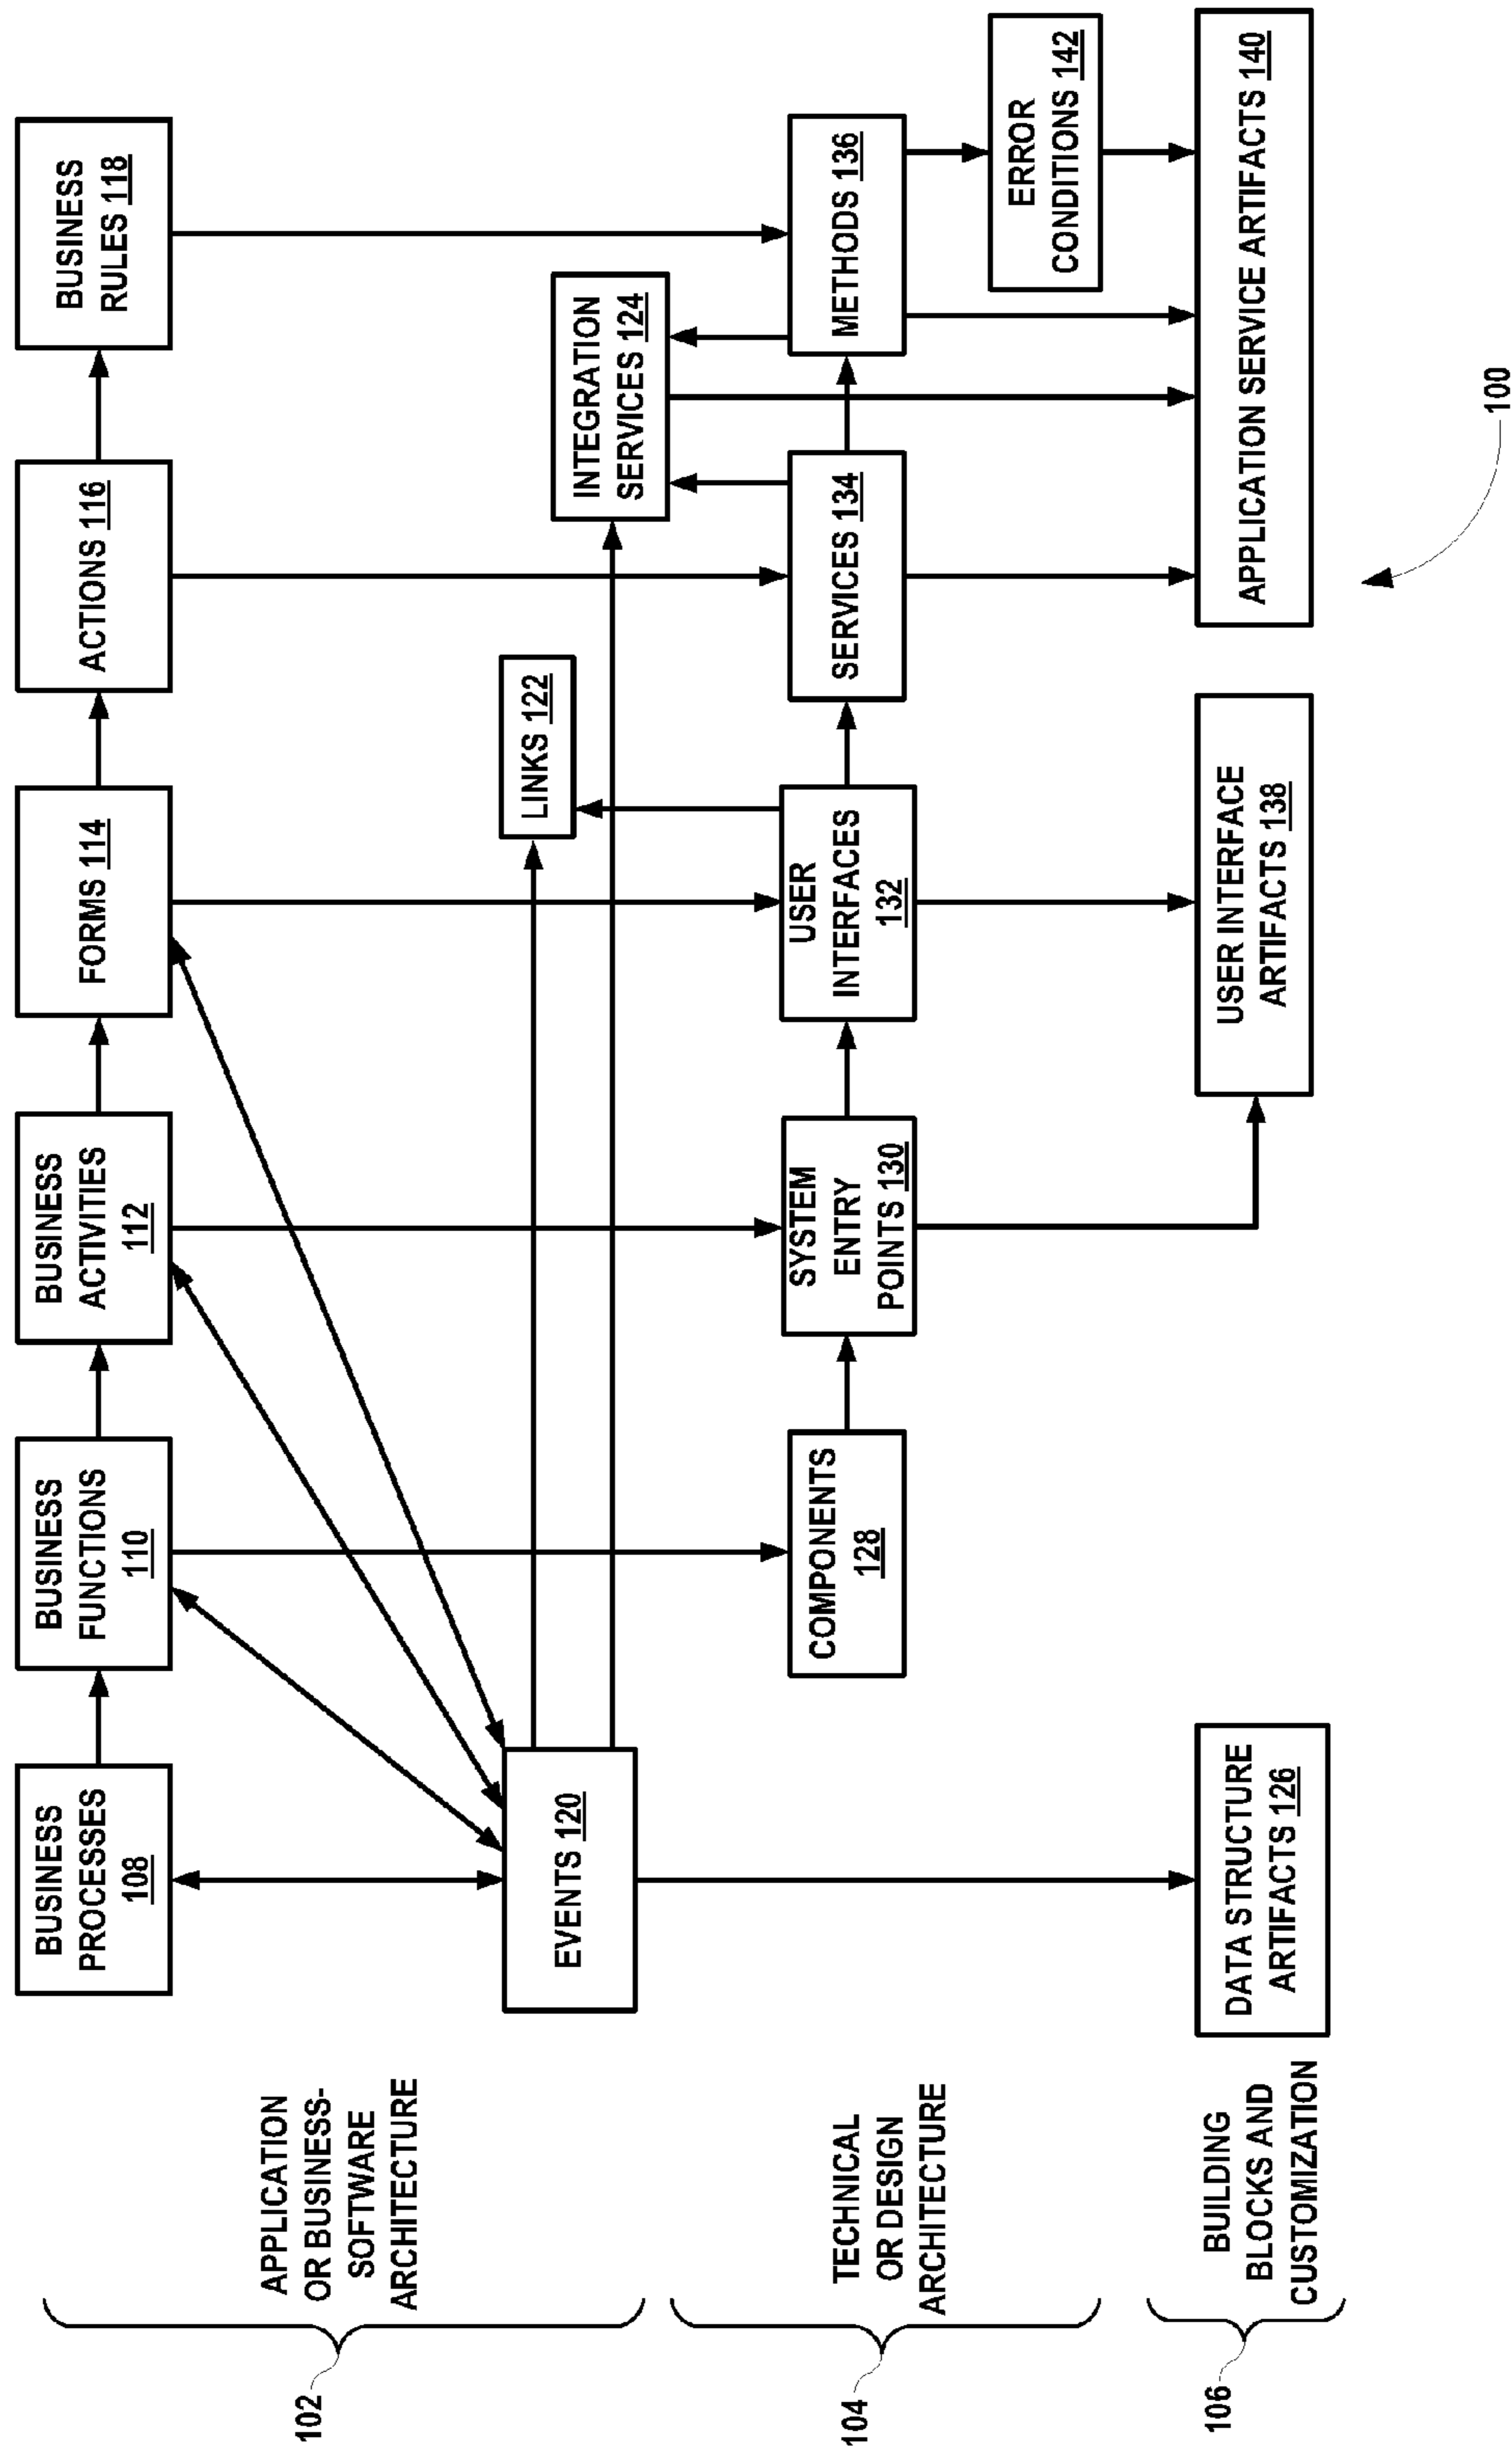 BUSINESS
PROCESSES
108
BUSINESS
FUNCTIONS
110
BUSINESS
ACTIVITIES
112
FORMS 114
ACTIONS 116
BUSINESS
RULES 118
APPLICATION
OR BUSINESS-
SOFTWARE
ARCHITECTURE
102
EVENTS 120
LINKS 122
INTEGRATION
SERVICES 124
TECHNICAL
OR DESIGN
ARCHITECTURE
104
COMPONENTS
128
SYSTEM
ENTRY
POINTS 130
USER
INTERFACES
132
SERVICES 134
METHODS 136
ERROR
CONDITIONS 142
BUILDING
BLOCKS AND
CUSTOMIZATION
106
DATA STRUCTURE
ARTIFACTS 126
USER INTERFACE
ARTIFACTS 138
APPLICATION SERVICE ARTIFACTS 140
100